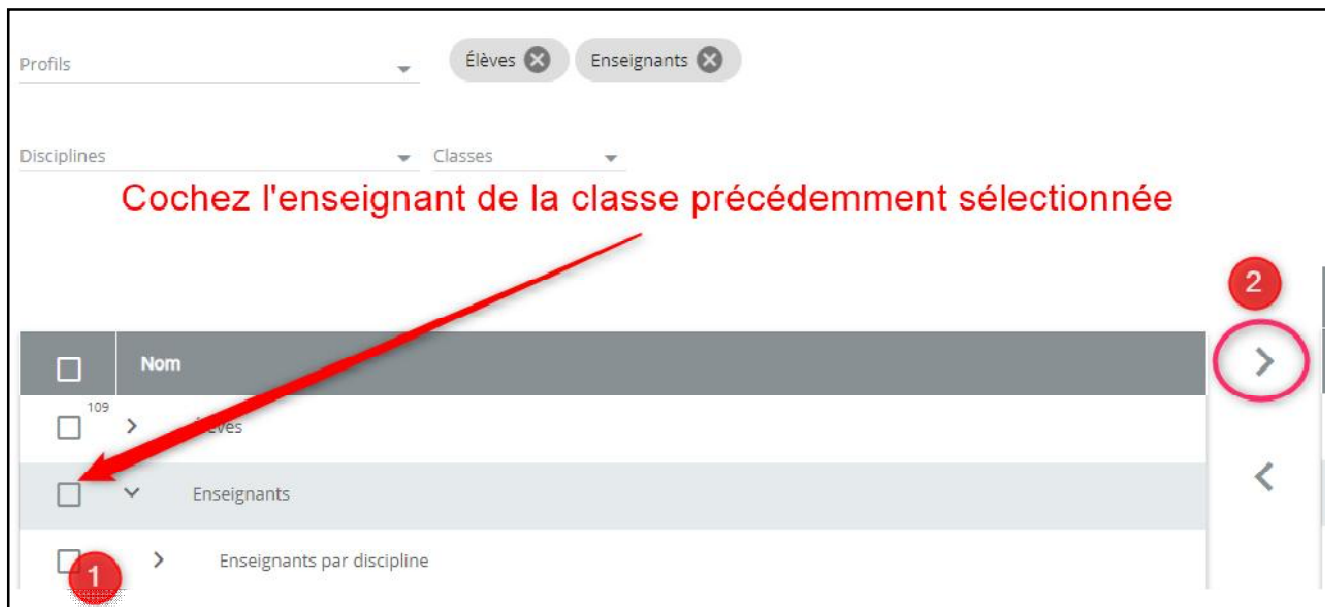 Profils Élèves Enseignants
Disciplines Classes
Cochez l'enseignant de la classe précédemment sélectionnée
2
Nom
109
Élèves
Enseignants
Enseignants par discipline
1